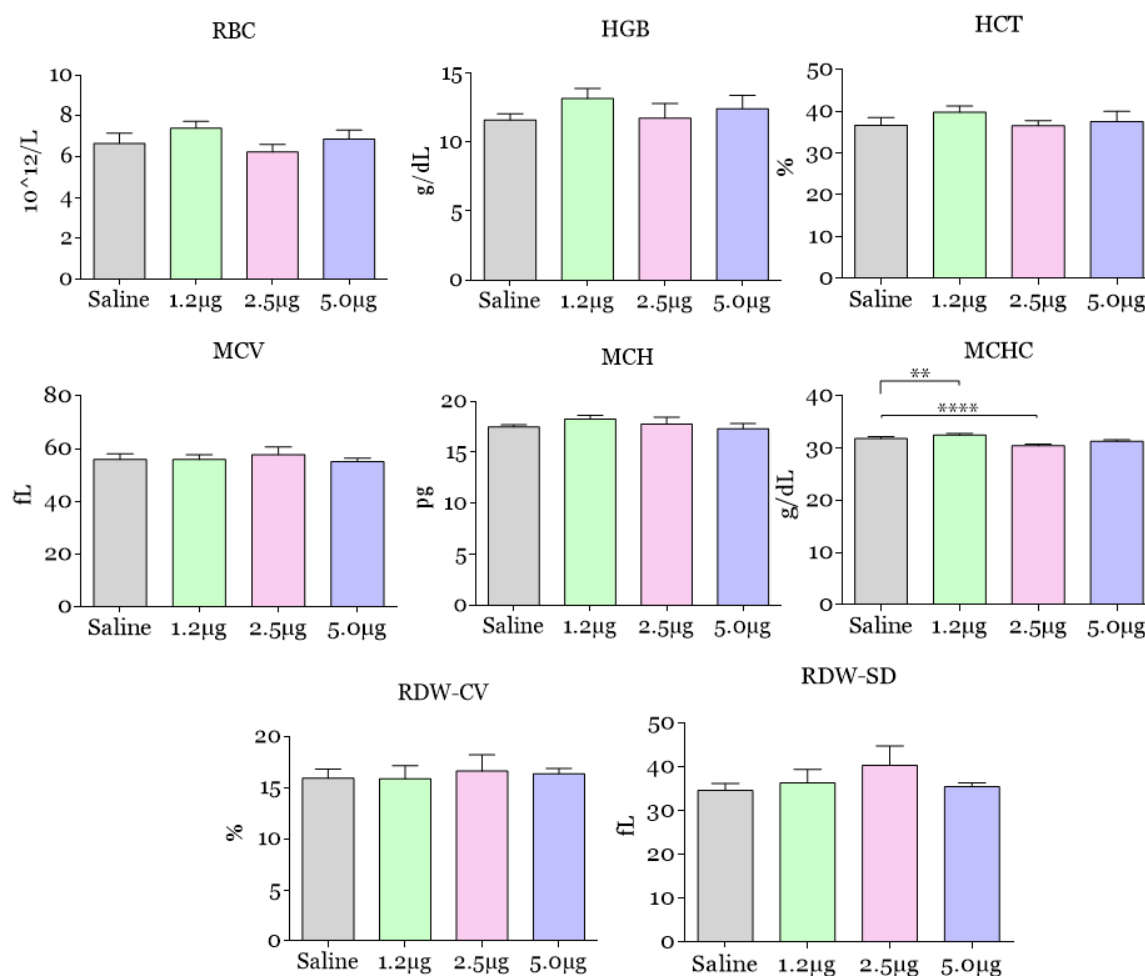 RBC
10^12/L
10
8
6
4
2
0
Saline 1.2µg 2.5µg 5.0µg
HGB
g/dL
15
10
5
0
Saline 1.2µg 2.5µg 5.0µg
HCT
%
50
40
30
20
10
0
Saline 1.2µg 2.5µg 5.0µg
MCV
fL
80
60
40
20
0
Saline 1.2µg 2.5µg 5.0µg
MCH
pg
20
15
10
5
0
Saline 1.2µg 2.5µg 5.0µg
MCHC
**
****
g/dL
40
30
20
10
0
Saline 1.2µg 2.5µg 5.0µg
RDW-CV
%
20
15
10
5
0
Saline 1.2µg 2.5µg 5.0µg
RDW-SD
fL
50
40
30
20
10
0
Saline 1.2µg 2.5µg 5.0µg